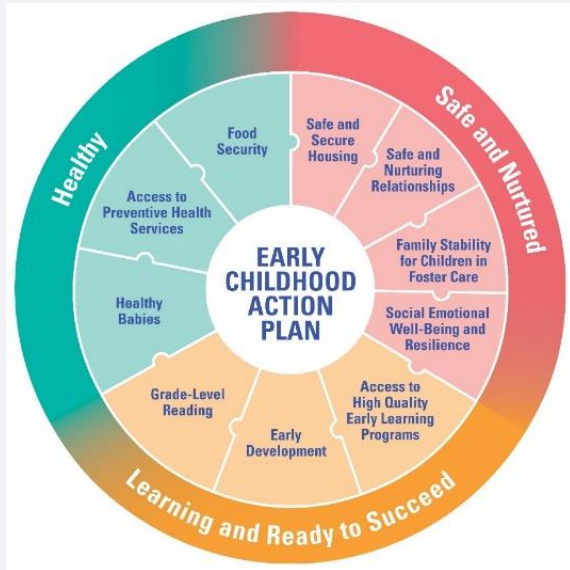 EARLY
CHILDHOOD
ACTION
PLAN
Healthy
Food
Security
Access to
Preventive Health
Services
Healthy
Babies
Safe and Nurtured
Safe and
Secure
Housing
Safe and
Nurturing
Relationships
Family Stability
for Children in
Foster Care
Social Emotional
Well-Being and
Resilience
Learning and Ready to Succeed
Access to
High Quality
Early Learning
Programs
Early
Development
Grade-Level
Reading